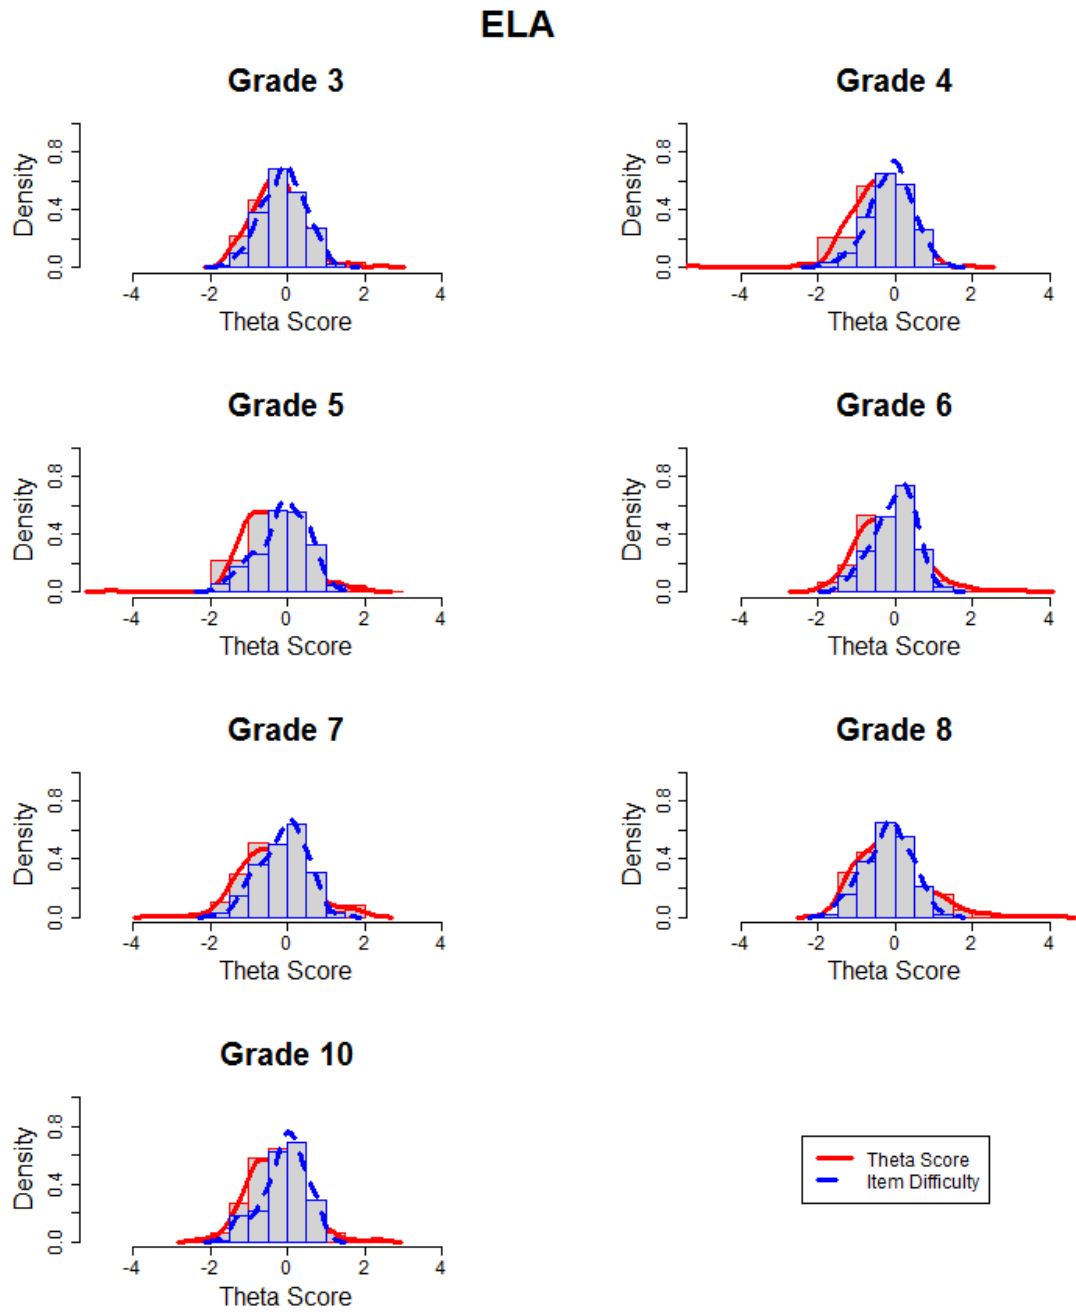 ELA
Grade 3
Grade 4
Density
0.0 0.4 0.8
-4 -2 0 2 4
Theta Score
Density
0.0 0.4 0.8
-4 -2 0 2 4
Theta Score
Grade 5
Grade 6
Density
0.0 0.4 0.8
-4 -2 0 2 4
Theta Score
Density
0.0 0.4 0.8
-4 -2 0 2 4
Theta Score
Grade 7
Grade 8
Density
0.0 0.4 0.8
-4 -2 0 2 4
Theta Score
Density
0.0 0.4 0.8
-4 -2 0 2 4
Theta Score
Grade 10
Density
0.0 0.4 0.8
-4 -2 0 2 4
Theta Score
Theta Score
Item Difficulty